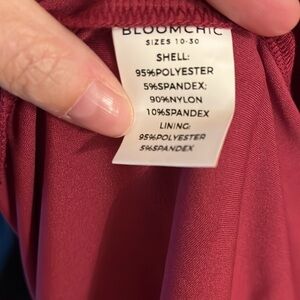 BLOOMCHIC
SIZES 10-30
SHELL:
95%POLYESTER
5%SPANDEX;
90%NYLON
10%SPANDEX
LINING:
95%POLYESTER
5%SPANDEX